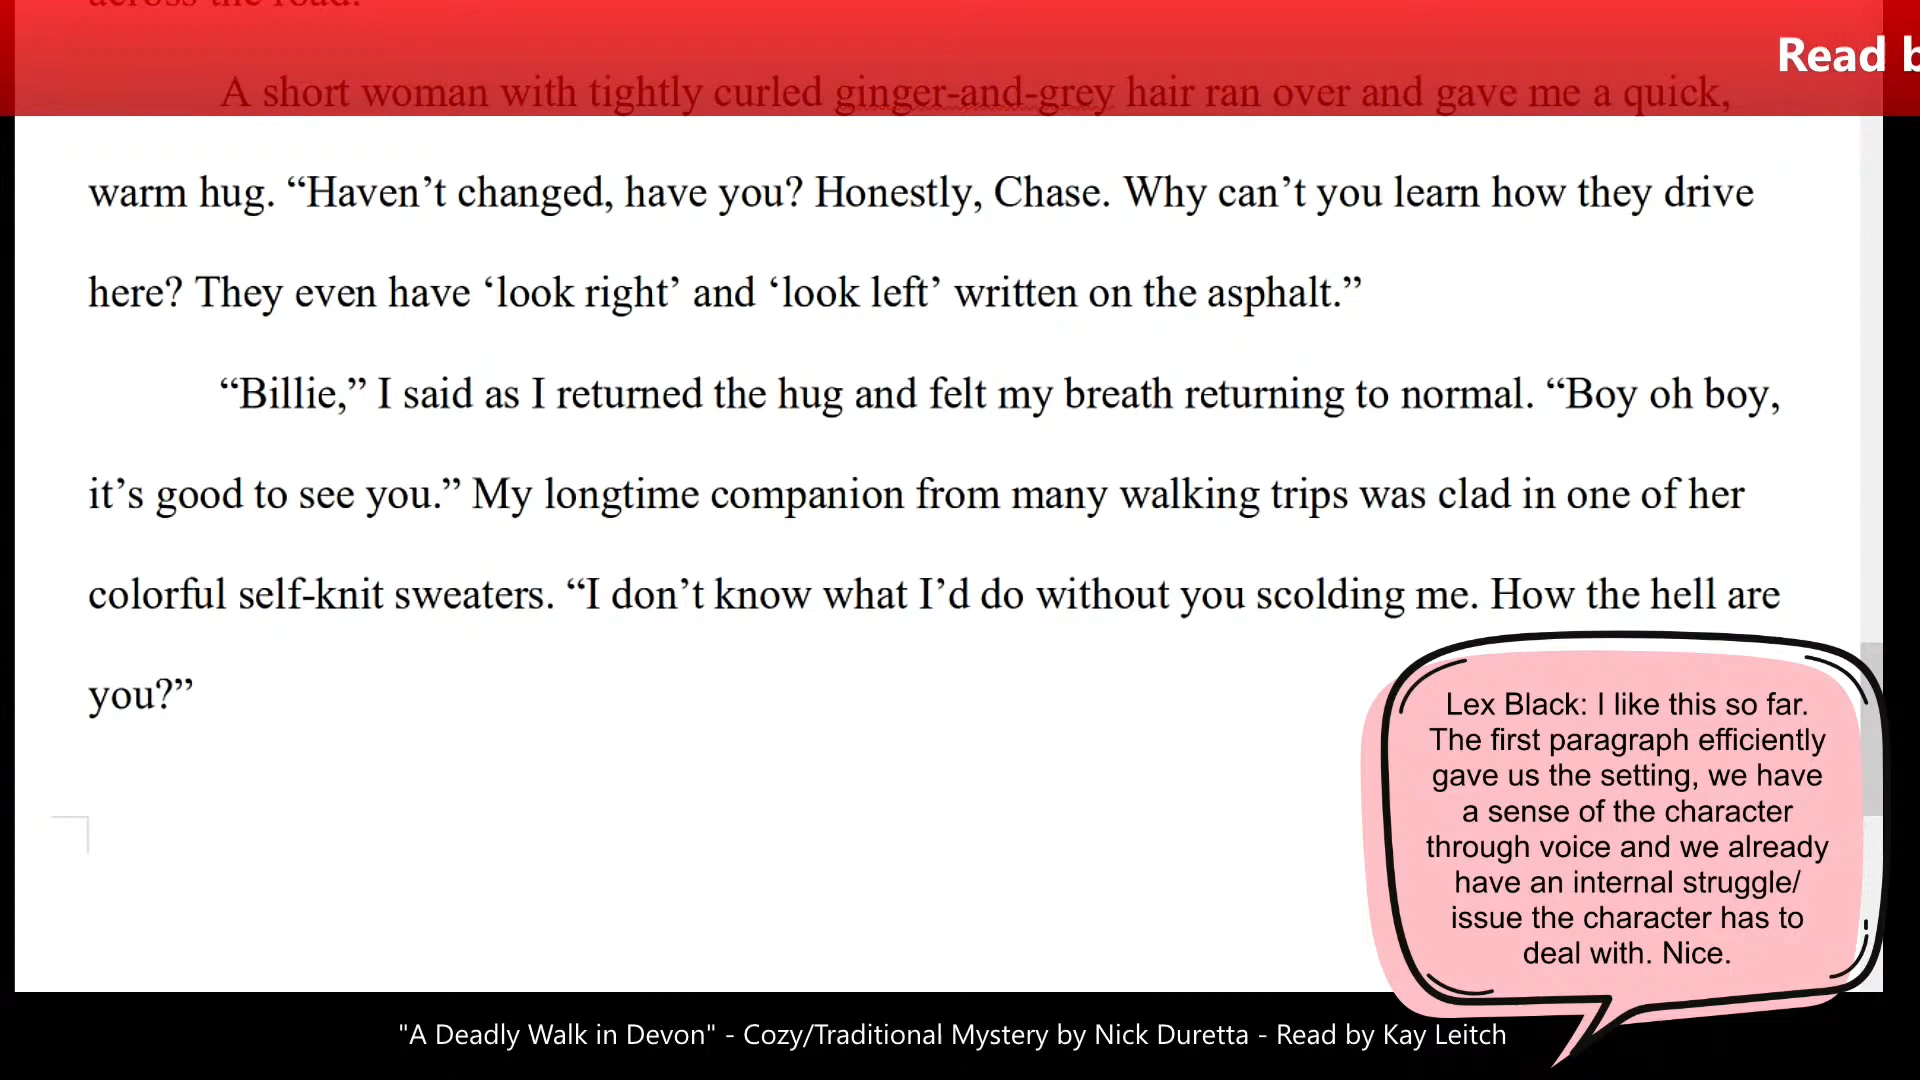 across the road.
Read b
A short woman with tightly curled ginger-and-grey hair ran over and gave me a quick,
warm hug. “Haven’t changed, have you? Honestly, Chase. Why can’t you learn how they drive
here? They even have ‘look right’ and ‘look left’ written on the asphalt.”
“Billie,” I said as I returned the hug and felt my breath returning to normal. “Boy oh boy,
it’s good to see you.” My longtime companion from many walking trips was clad in one of her
colorful self-knit sweaters. “I don’t know what I’d do without you scolding me. How the hell are
you?”
Lex Black: I like this so far.
The first paragraph efficiently
gave us the setting, we have
a sense of the character
through voice and we already
have an internal struggle/
issue the character has to
deal with. Nice.
"A Deadly Walk in Devon" - Cozy/Traditional Mystery by Nick Duretta - Read by Kay Leitch